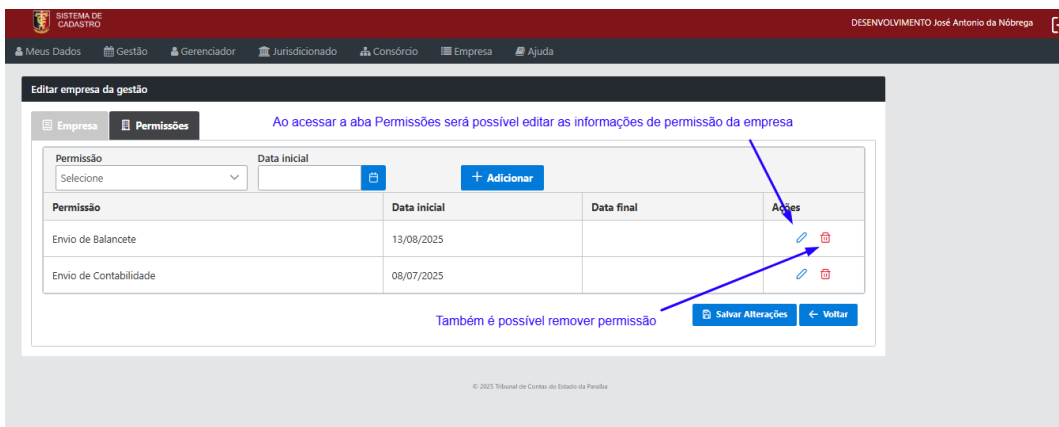 SISTEMA DE
CADASTRO
DESENVOLVIMENTO José Antonio da Nóbrega
Meus Dados Gestão Gerenciador Jurisdicionado Consórcio Empresa Ajuda
Editar empresa da gestão
Empresa Permissões
Ao acessar a aba Permissões será possível editar as informações de permissão da empresa
Permissão Data inicial
Selecione + Adicionar
Permissão Data inicial Data final Ações
Envio de Balancete 13/08/2025
Envio de Contabilidade 08/07/2025
Também é possível remover permissão
Salvar Alterações ← Voltar
© 2025 Tribunal de Contas do Estado da Paraíba